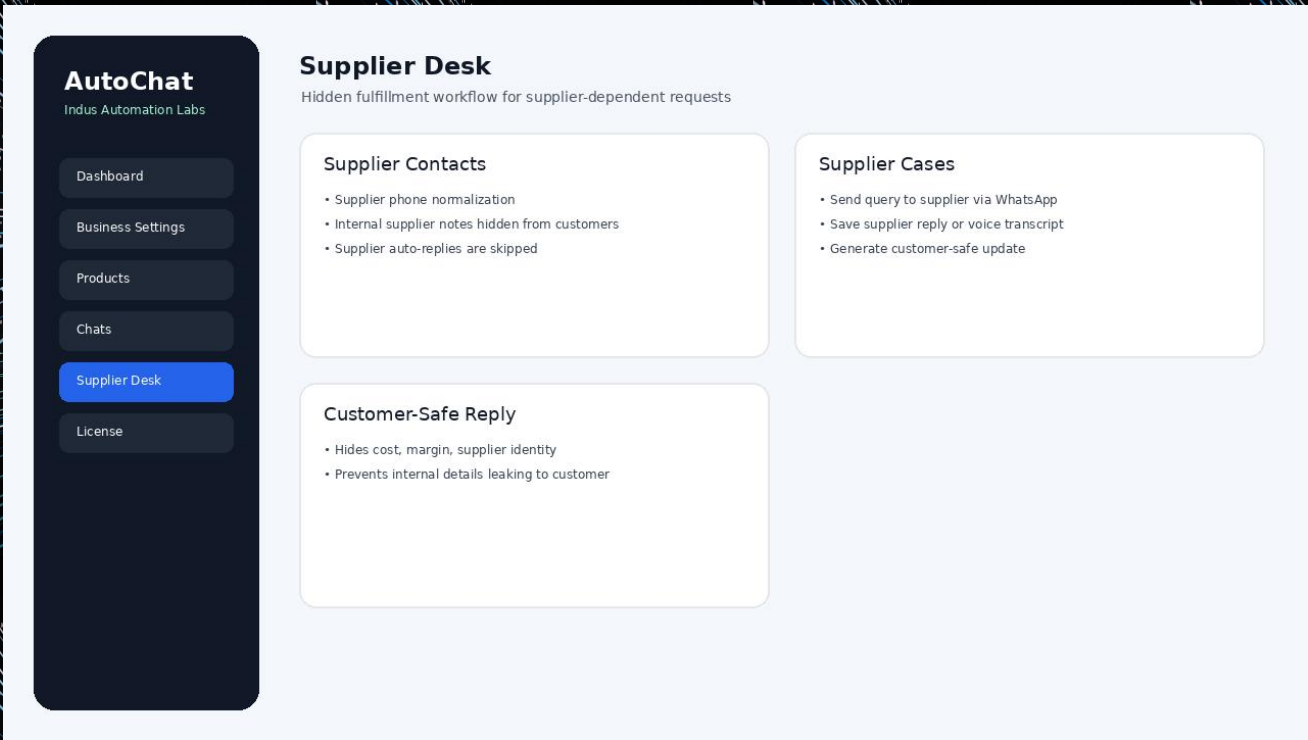 AutoChat
Indus Automation Labs
Dashboard
Business Settings
Products
Chats
Supplier Desk
License
Supplier Desk
Hidden fulfillment workflow for supplier-dependent requests
Supplier Contacts
• Supplier phone normalization
• Internal supplier notes hidden from customers
• Supplier auto-replies are skipped
Supplier Cases
• Send query to supplier via WhatsApp
• Save supplier reply or voice transcript
• Generate customer-safe update
Customer-Safe Reply
• Hides cost, margin, supplier identity
• Prevents internal details leaking to customer